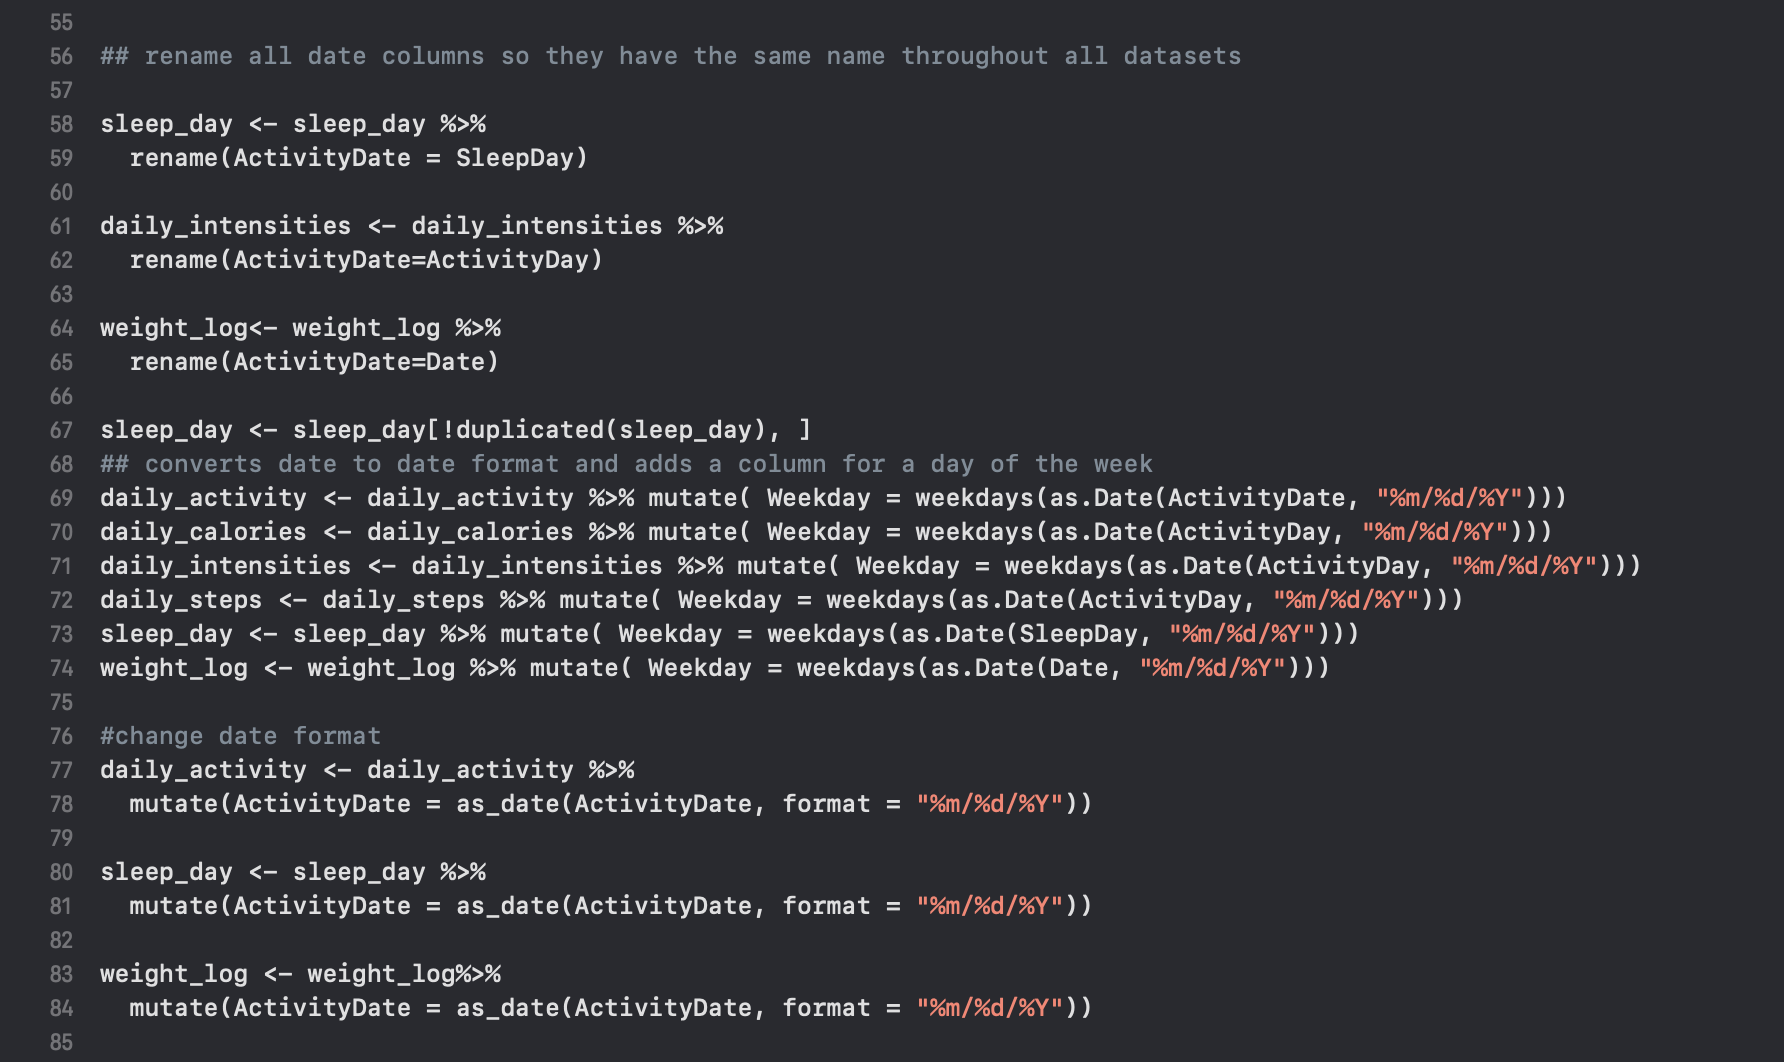 55
56 ## rename all date columns so they have the same name throughout all datasets
57
58 sleep_day <- sleep_day %>%
59   rename(ActivityDate = SleepDay)
60
61 daily_intensities <- daily_intensities %>%
62   rename(ActivityDate=ActivityDay)
63
64 weight_log<- weight_log %>%
65   rename(ActivityDate=Date)
66
67 sleep_day <- sleep_day[!duplicated(sleep_day), ]
68 ## converts date to date format and adds a column for a day of the week
69 daily_activity <- daily_activity %>% mutate( Weekday = weekdays(as.Date(ActivityDate, "%m/%d/%Y")))
70 daily_calories <- daily_calories %>% mutate( Weekday = weekdays(as.Date(ActivityDay, "%m/%d/%Y")))
71 daily_intensities <- daily_intensities %>% mutate( Weekday = weekdays(as.Date(ActivityDay, "%m/%d/%Y")))
72 daily_steps <- daily_steps %>% mutate( Weekday = weekdays(as.Date(ActivityDay, "%m/%d/%Y")))
73 sleep_day <- sleep_day %>% mutate( Weekday = weekdays(as.Date(SleepDay, "%m/%d/%Y")))
74 weight_log <- weight_log %>% mutate( Weekday = weekdays(as.Date(Date, "%m/%d/%Y")))
75
76 #change date format
77 daily_activity <- daily_activity %>%
78   mutate(ActivityDate = as_date(ActivityDate, format = "%m/%d/%Y"))
79
80 sleep_day <- sleep_day %>%
81   mutate(ActivityDate = as_date(ActivityDate, format = "%m/%d/%Y"))
82
83 weight_log <- weight_log%>%
84   mutate(ActivityDate = as_date(ActivityDate, format = "%m/%d/%Y"))
85